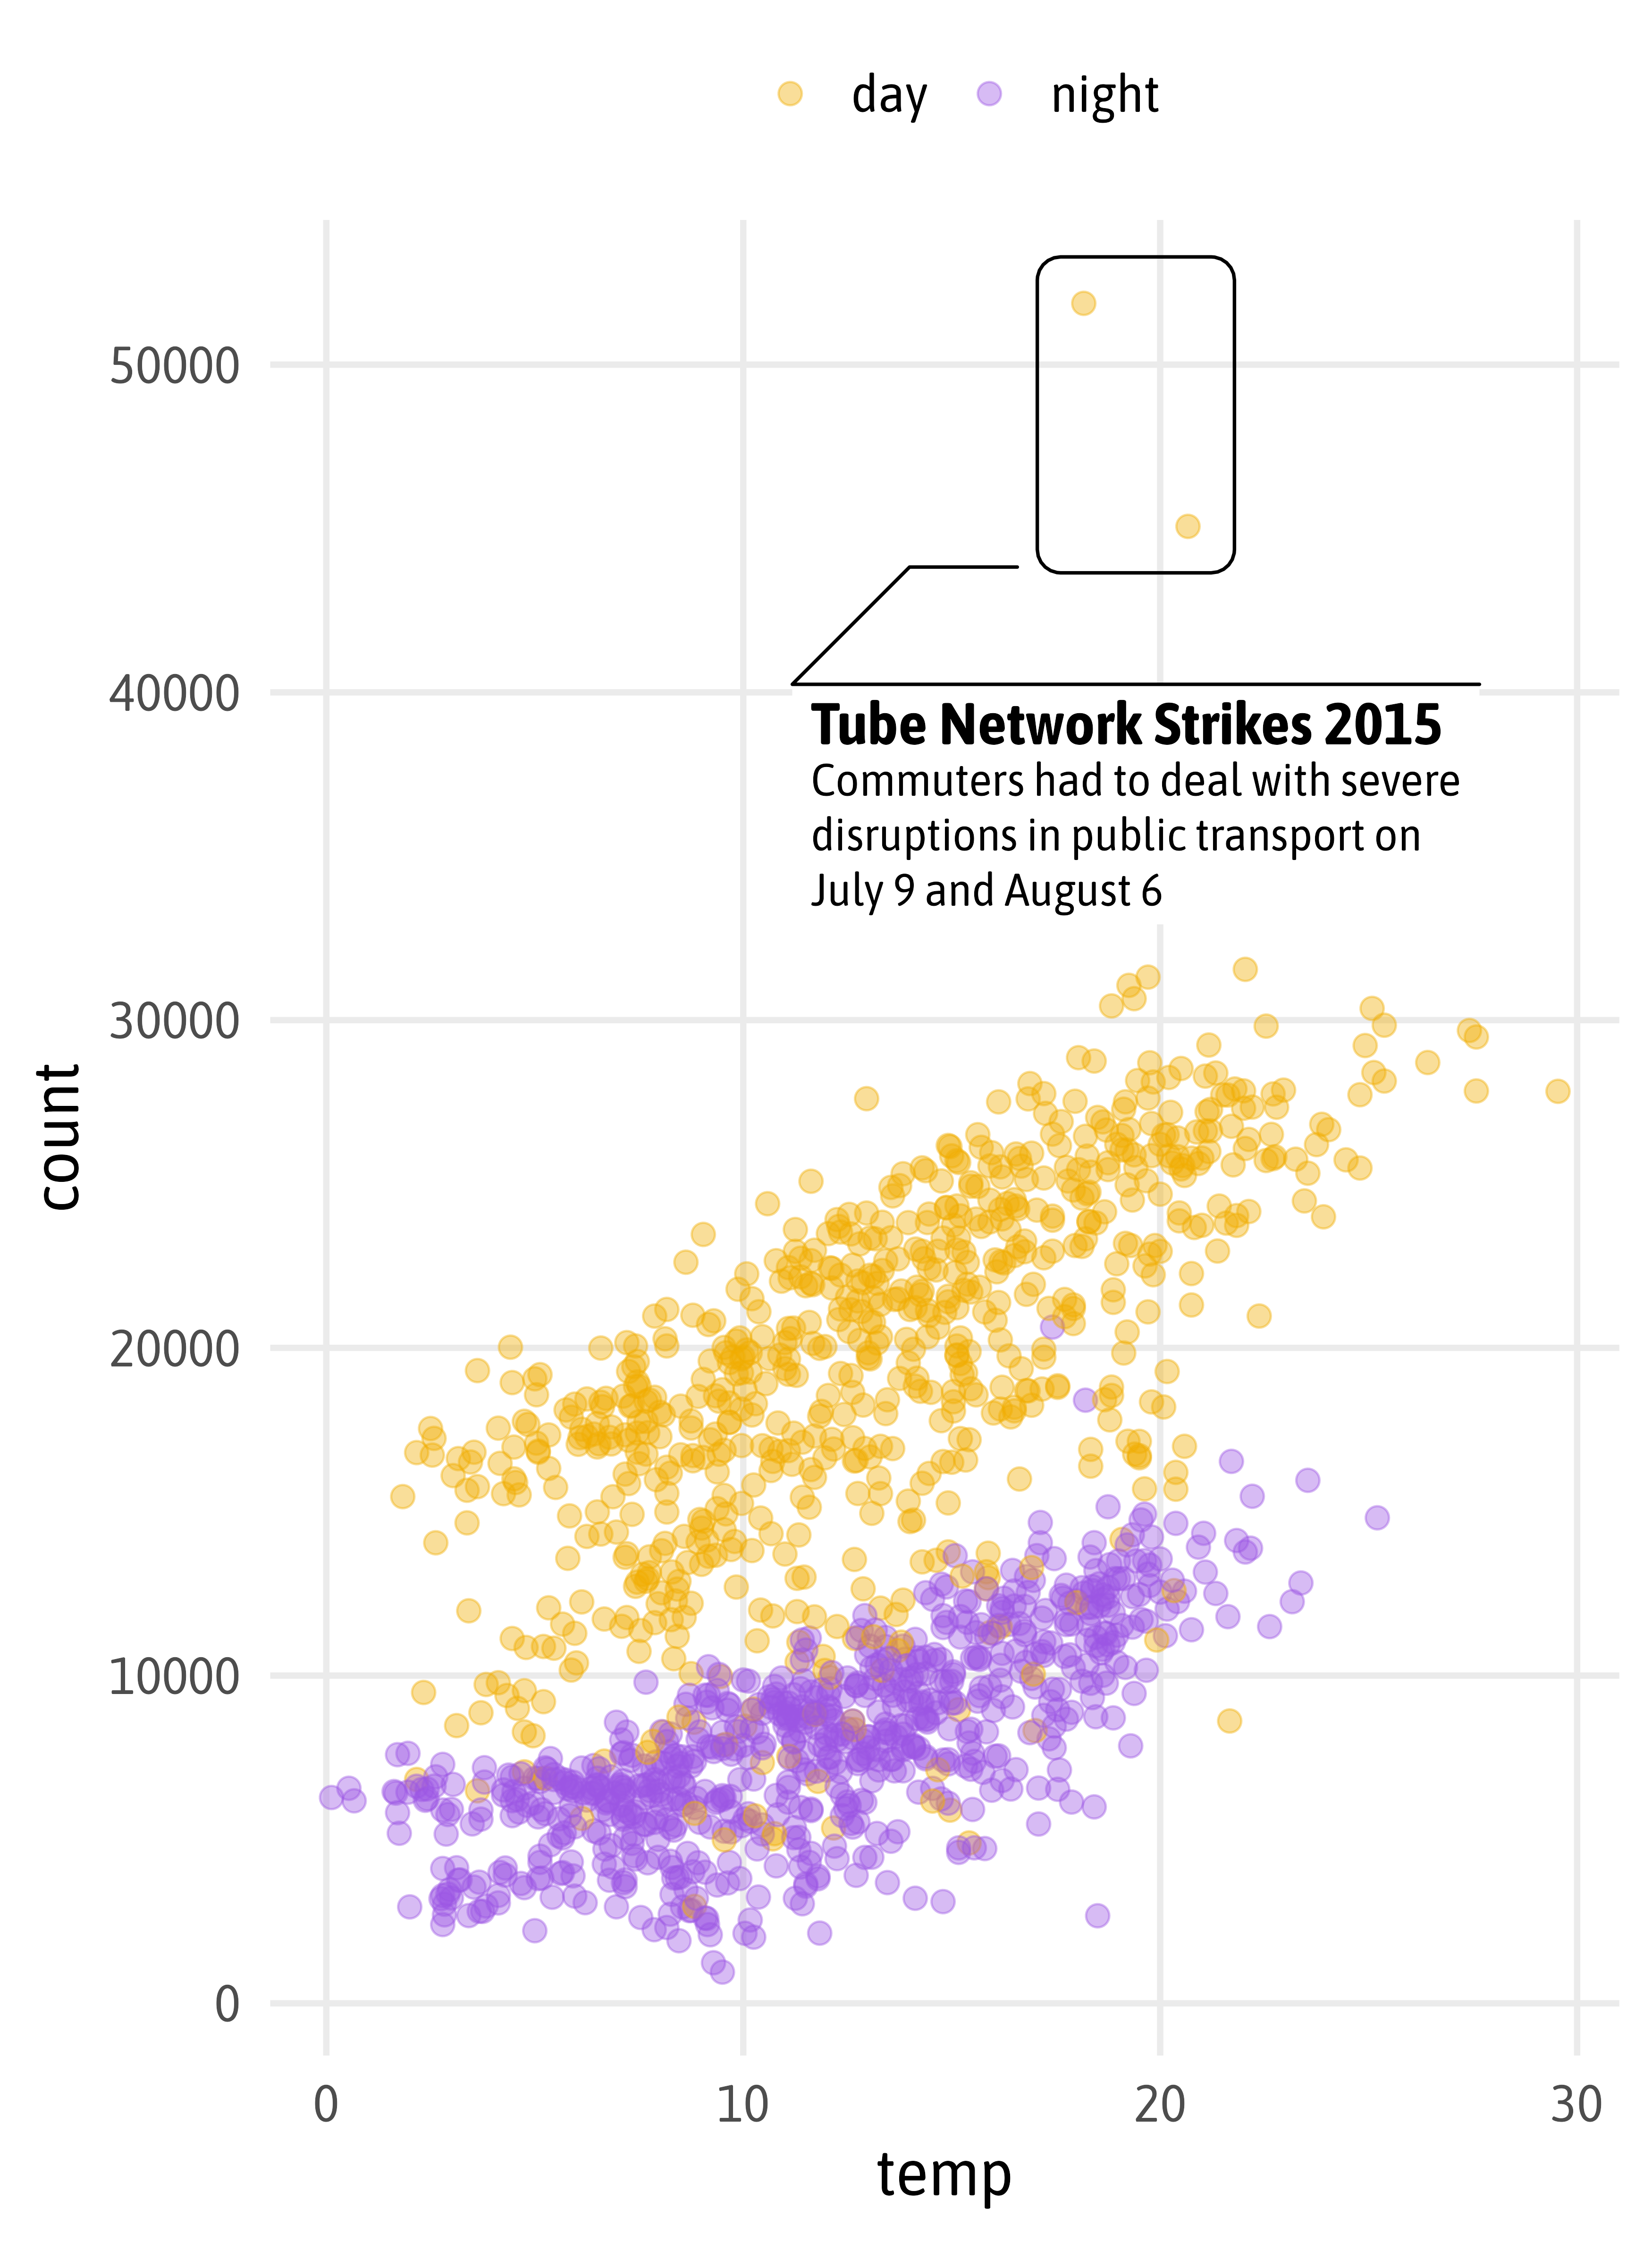 day night
50000
40000
Tube Network Strikes 2015
Commuters had to deal with severe
disruptions in public transport on
July 9 and August 6
30000
count
20000
10000
0
0 10 20 30
temp